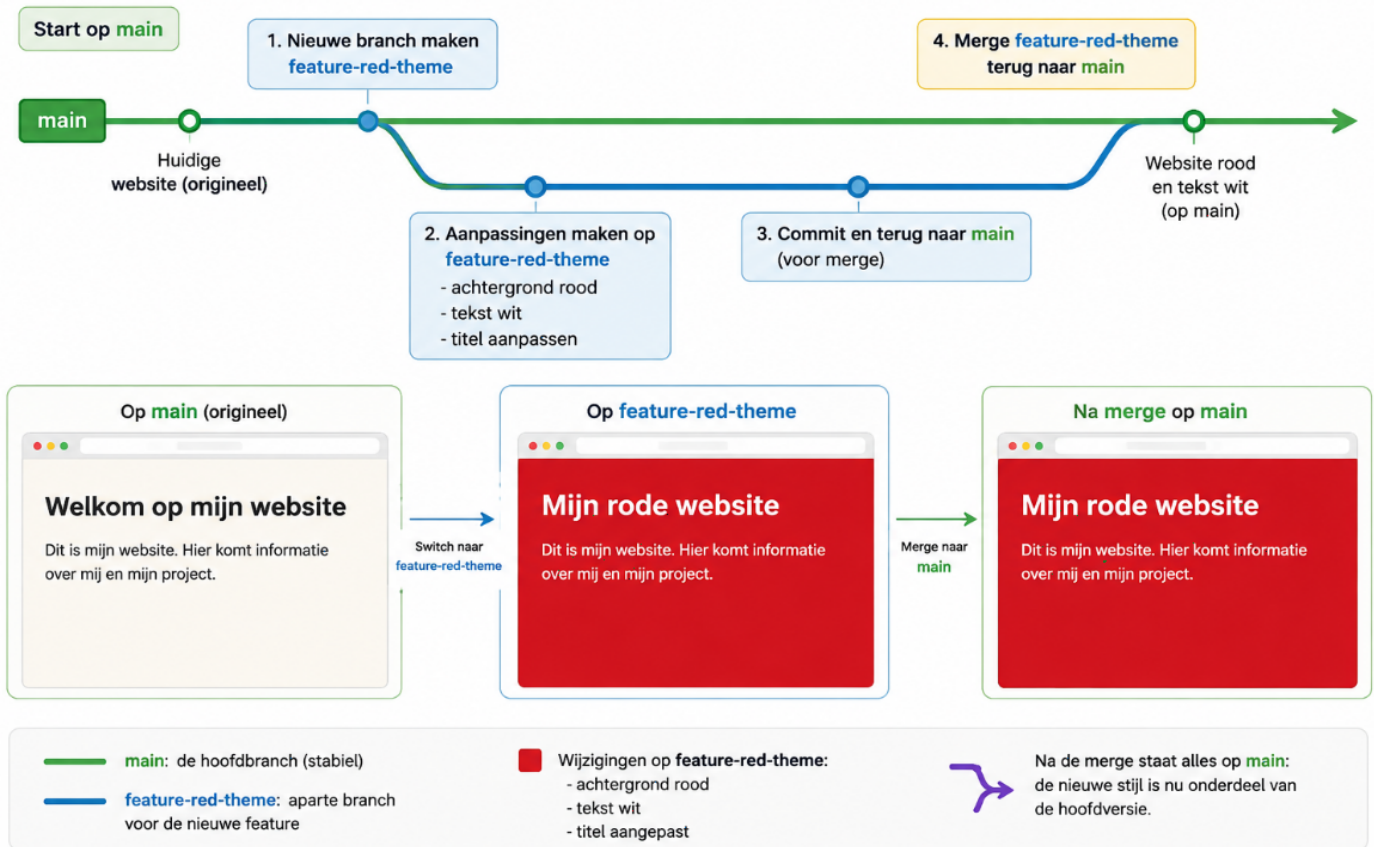 Start op main
1. Nieuwe branch maken
feature-red-theme
4. Merge feature-red-theme
terug naar main
main
Huidige
website (origineel)
Website rood
en tekst wit
(op main)
2. Aanpassingen maken op
feature-red-theme
- achtergrond rood
- tekst wit
- titel aanpassen
3. Commit en terug naar main
(voor merge)
Op main (origineel)
Welkom op mijn website
Dit is mijn website. Hier komt informatie
over mij en mijn project.
Switch naar
feature-red-theme
Op feature-red-theme
Mijn rode website
Dit is mijn website. Hier komt informatie
over mij en mijn project.
Merge naar
main
Na merge op main
Mijn rode website
Dit is mijn website. Hier komt informatie
over mij en mijn project.
main: de hoofdbranch (stabiel)
feature-red-theme: aparte branch
voor de nieuwe feature
Wijzigingen op feature-red-theme:
- achtergrond rood
- tekst wit
- titel aangepast
Na de merge staat alles op main:
de nieuwe stijl is nu onderdeel van
de hoofdversie.